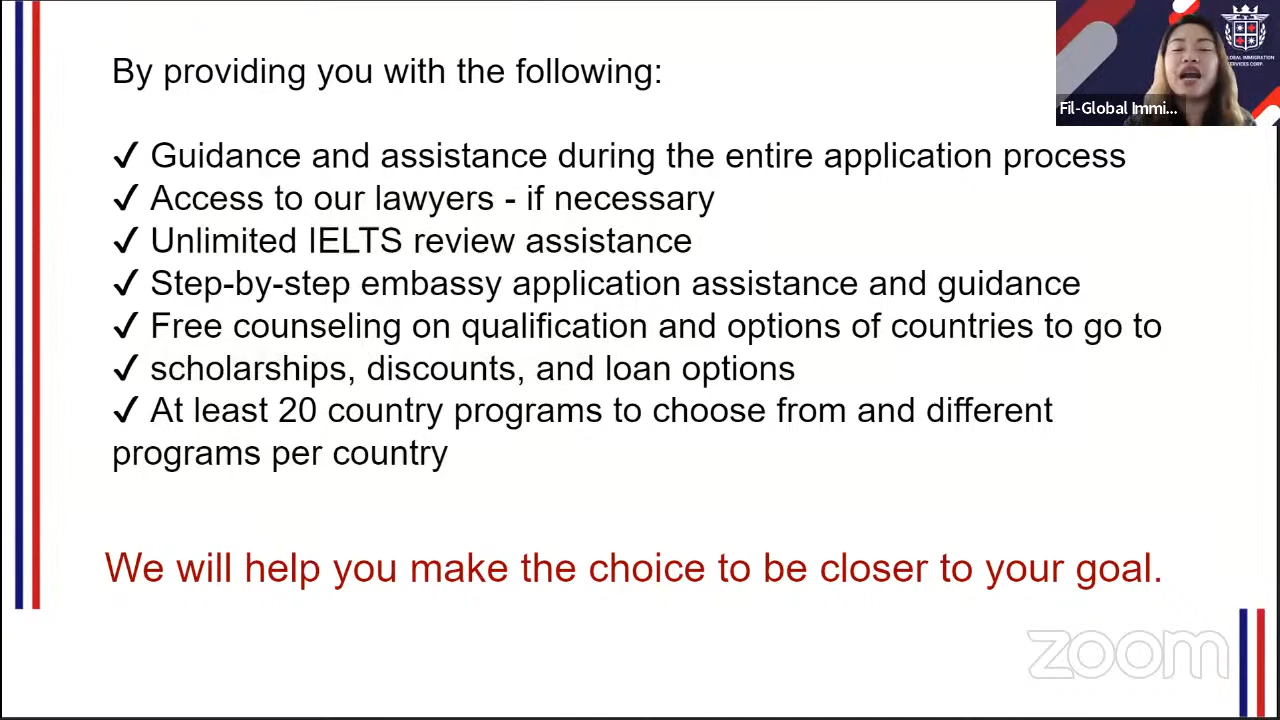 By providing you with the following:
✓ Guidance and assistance during the entire application process
✓ Access to our lawyers - if necessary
✓ Unlimited IELTS review assistance
✓ Step-by-step embassy application assistance and guidance
✓ Free counseling on qualification and options of countries to go to
✓ scholarships, discounts, and loan options
✓ At least 20 country programs to choose from and different
programs per country
We will help you make the choice to be closer to your goal.
GLOBAL IMMIGRATION
SERVICES CORP.
Fil-Global Immi...
zoom